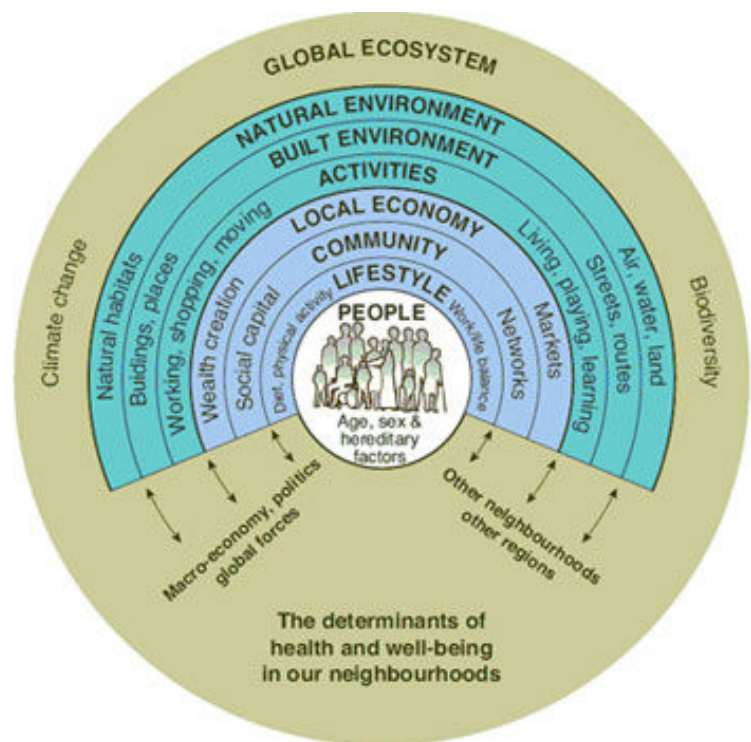 GLOBAL ECOSYSTEM
NATURAL ENVIRONMENT
BUILT ENVIRONMENT
ACTIVITIES
LOCAL ECONOMY
COMMUNITY
LIFESTYLE
PEOPLE
Age, sex &
hereditary
factors
Climate change
Natural habitats
Buidings, places
Working, shopping, moving
Wealth creation
Social capital
Diet, physical activity
Work/life balance
Networks
Markets
Living, playing, learning
Streets, routes
Air, water, land
Biodiversity
Macro-economy, politics
global forces
Other neighbourhoods
other regions
The determinants of
health and well-being
in our neighbourhoods